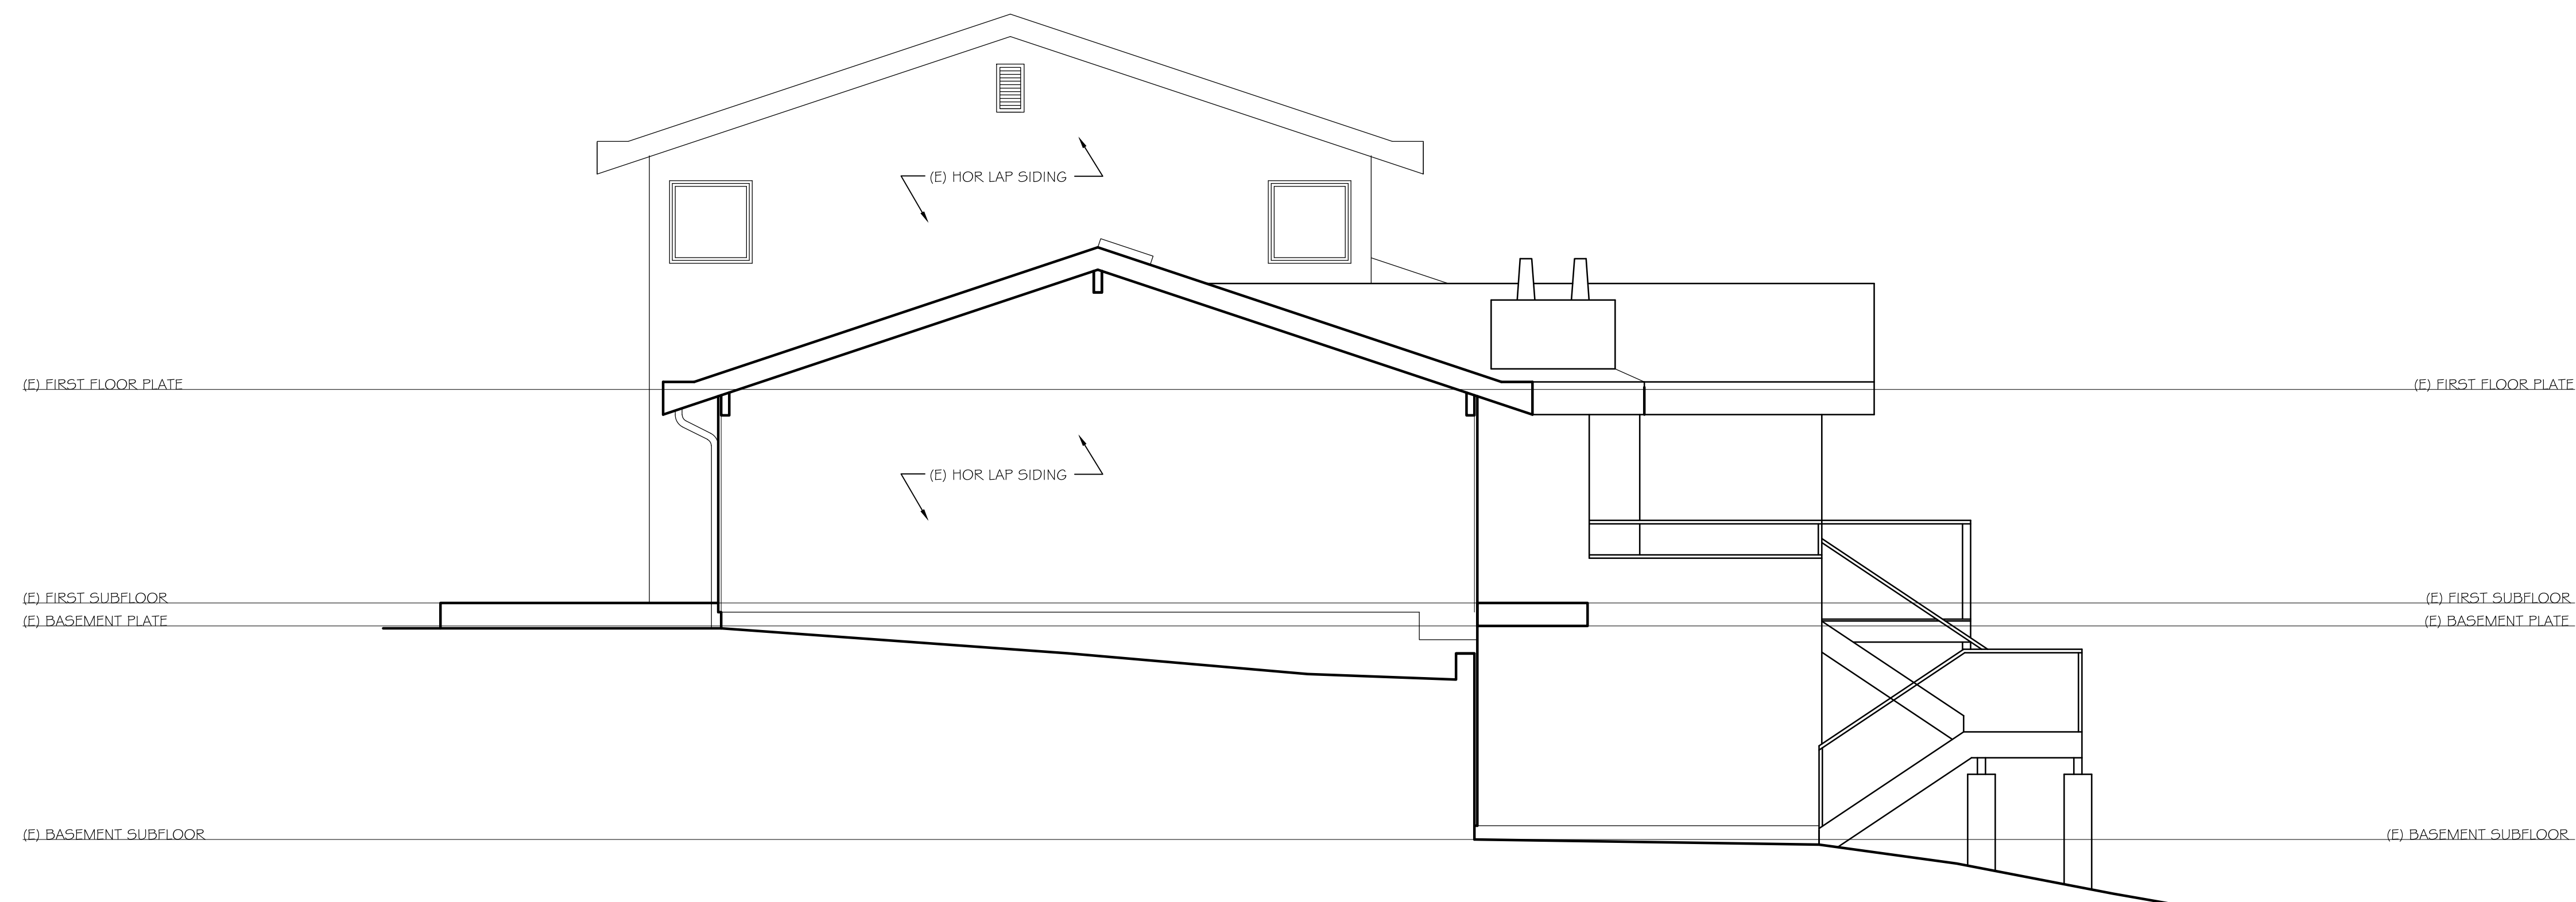 (E) HOR LAP SIDING
(E) FIRST FLOOR PLATE
(E) FIRST FLOOR PLATE
(E) HOR LAP SIDING
(E) FIRST SUBFLOOR
(E) FIRST SUBFLOOR
(E) BASEMENT PLATE
(E) BASEMENT PLATE
(E) BASEMENT SUBFLOOR
(E) BASEMENT SUBFLOOR